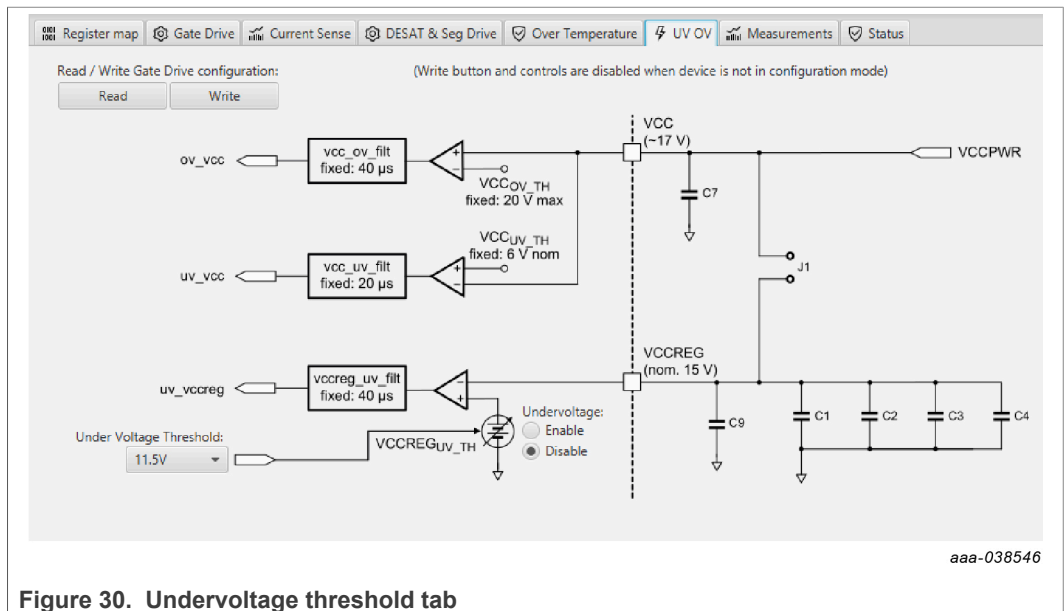 Register map
Gate Drive
Current Sense
DESAT & Seg Drive
Over Temperature
UV OV
Measurements
Status
Read / Write Gate Drive configuration:
(Write button and controls are disabled when device is not in configuration mode)
Read
Write
VCC
(~17 V)
ov_vcc
vcc_ov_filt
fixed: 40 µs
+
−
VCCOV_TH
fixed: 20 V max
VCCPWR
C7
VCCUV_TH
fixed: 6 V nom
uv_vcc
vcc_uv_filt
fixed: 20 µs
+
−
J1
VCCREG
(nom. 15 V)
uv_vccreg
vccreg_uv_filt
fixed: 40 µs
−
+
Under Voltage Threshold:
11.5V
VCCREGUV_TH
Undervoltage:
Enable
Disable
C9
C1
C2
C3
C4
aaa-038546
Figure 30. Undervoltage threshold tab